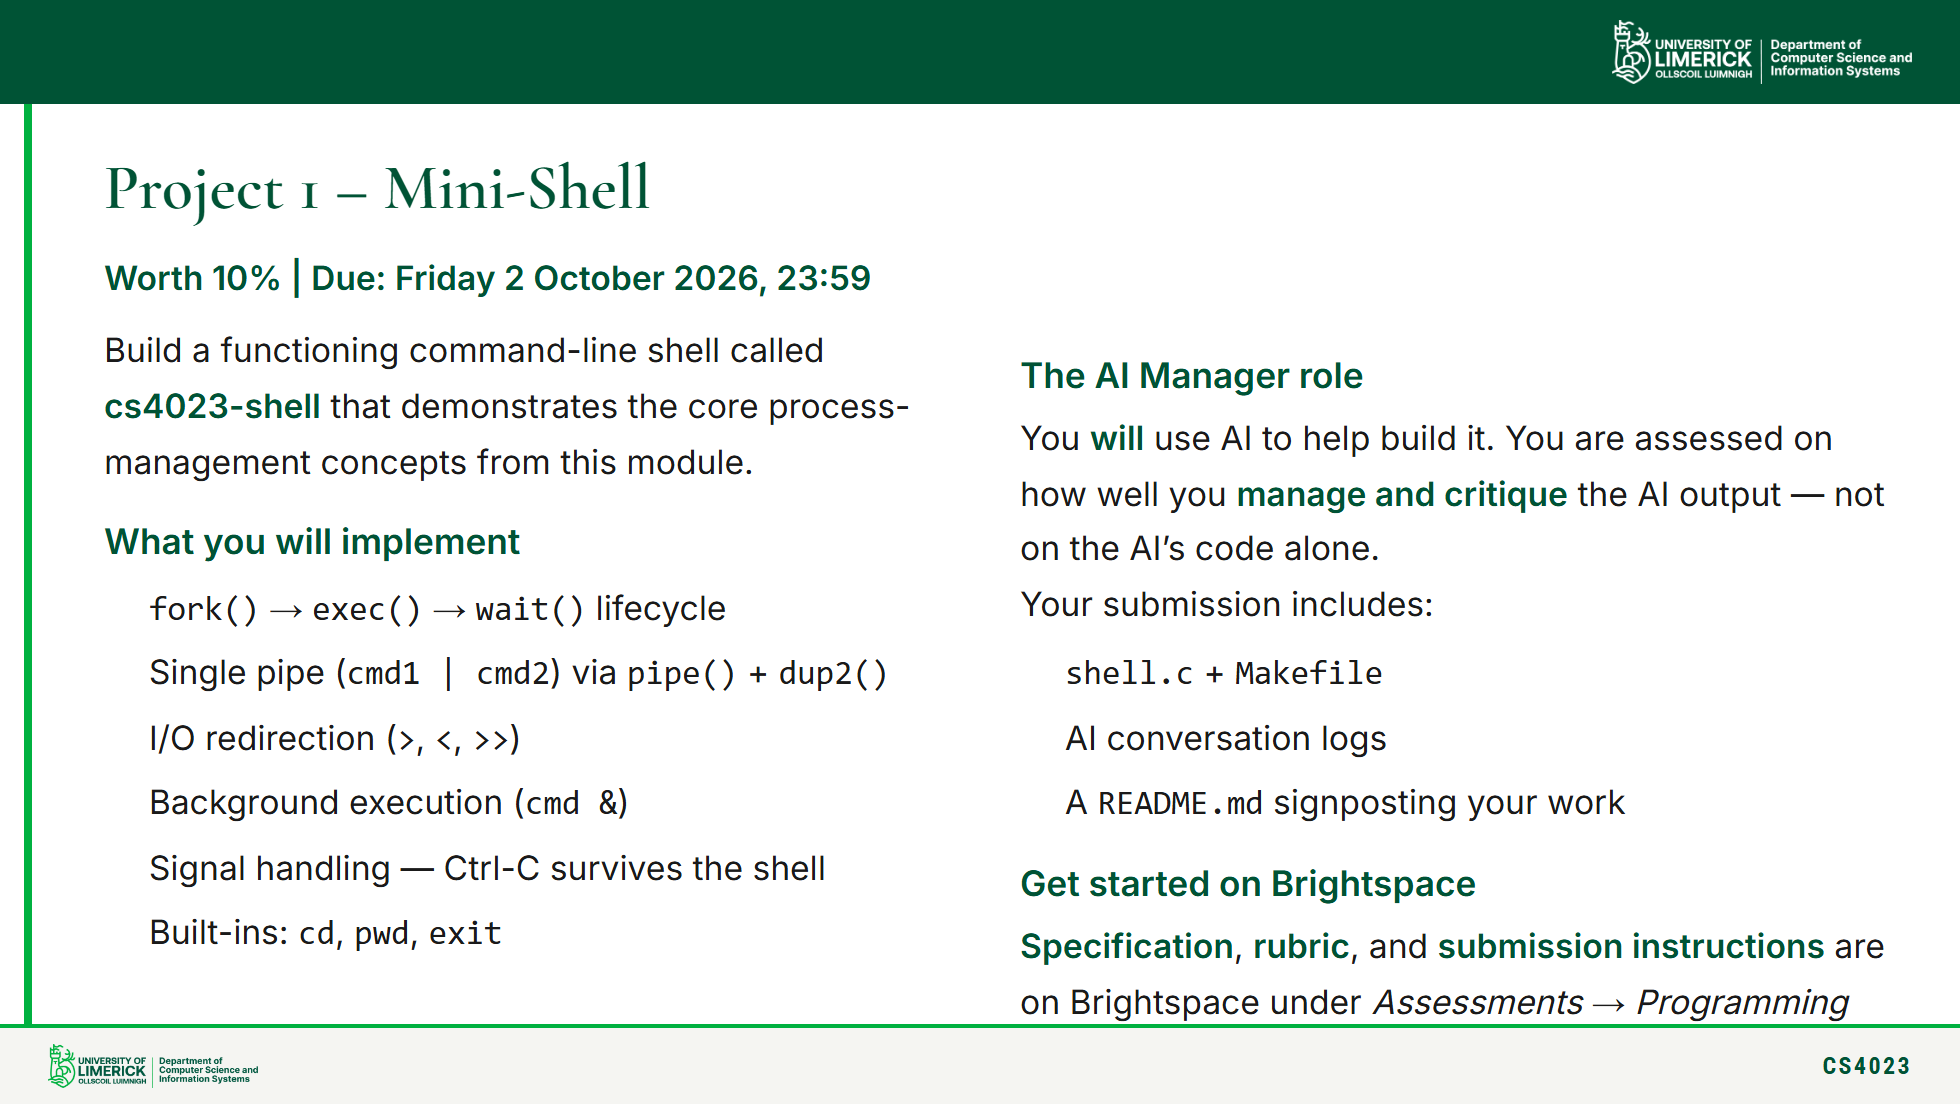 UNIVERSITY OF
LIMERICK
OLLSCOIL LUIMNIGH
Department of
Computer Science and
Information Systems
Project 1 – Mini-Shell
Worth 10% | Due: Friday 2 October 2026, 23:59
Build a functioning command-line shell called
cs4023-shell that demonstrates the core process-
management concepts from this module.
What you will implement
fork() → exec() → wait() lifecycle
Single pipe (cmd1 | cmd2) via pipe() + dup2()
I/O redirection (>, <, >>)
Background execution (cmd &)
Signal handling — Ctrl-C survives the shell
Built-ins: cd, pwd, exit
The AI Manager role
You will use AI to help build it. You are assessed on
how well you manage and critique the AI output — not
on the AI’s code alone.
Your submission includes:
shell.c + Makefile
AI conversation logs
A README.md signposting your work
Get started on Brightspace
Specification, rubric, and submission instructions are
on Brightspace under Assessments → Programming
UNIVERSITY OF
LIMERICK
OLLSCOIL LUIMNIGH
Department of
Computer Science and
Information Systems
CS4023